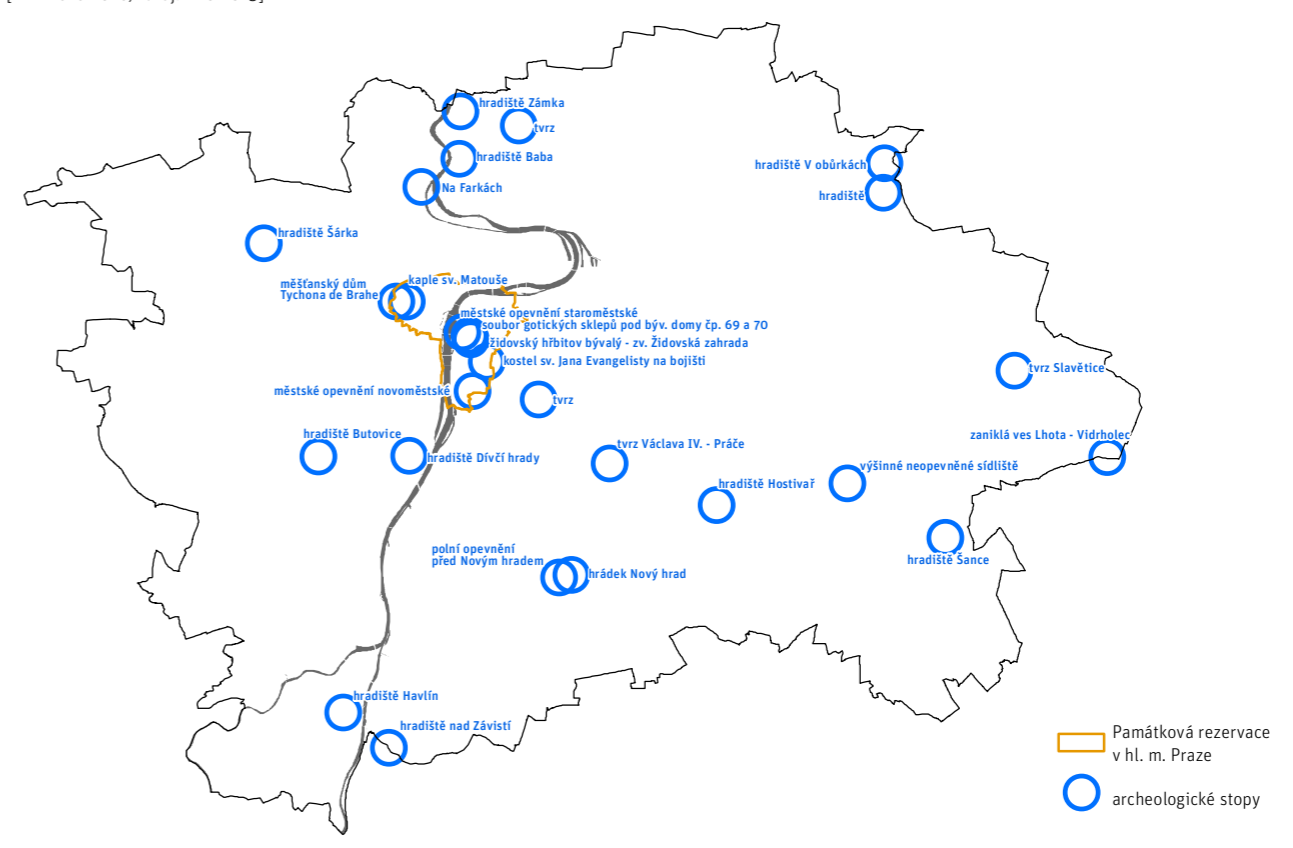 hradiště Zámka
tvrz
hradiště Baba
Na Farkách
hradiště V obůrkách
hradiště
hradiště Šárka
kaple sv. Matouše
měšťanský dům
Tychona de Brahe
městské opevnění staroměstské
soubor gotických sklepů pod býv. domy čp. 69 a 70
židovský hřbitov bývalý - zv. Židovská zahrada
kostel sv. Jana Evangelisty na bojišti
tvrz Slavětice
městské opevnění novoměstské
tvrz
hradiště Butovice
zaniklá ves Lhota - Vidrholec
tvrz Václava IV. - Práče
hradiště Dívčí hrady
výšinné neopevněné sídliště
hradiště Hostivař
polní opevnění
před Novým hradem
hradiště Šance
hrádek Nový hrad
hradiště Havlín
hradiště nad Závistí
Památková rezervace
v hl. m. Praze
archeologické stopy